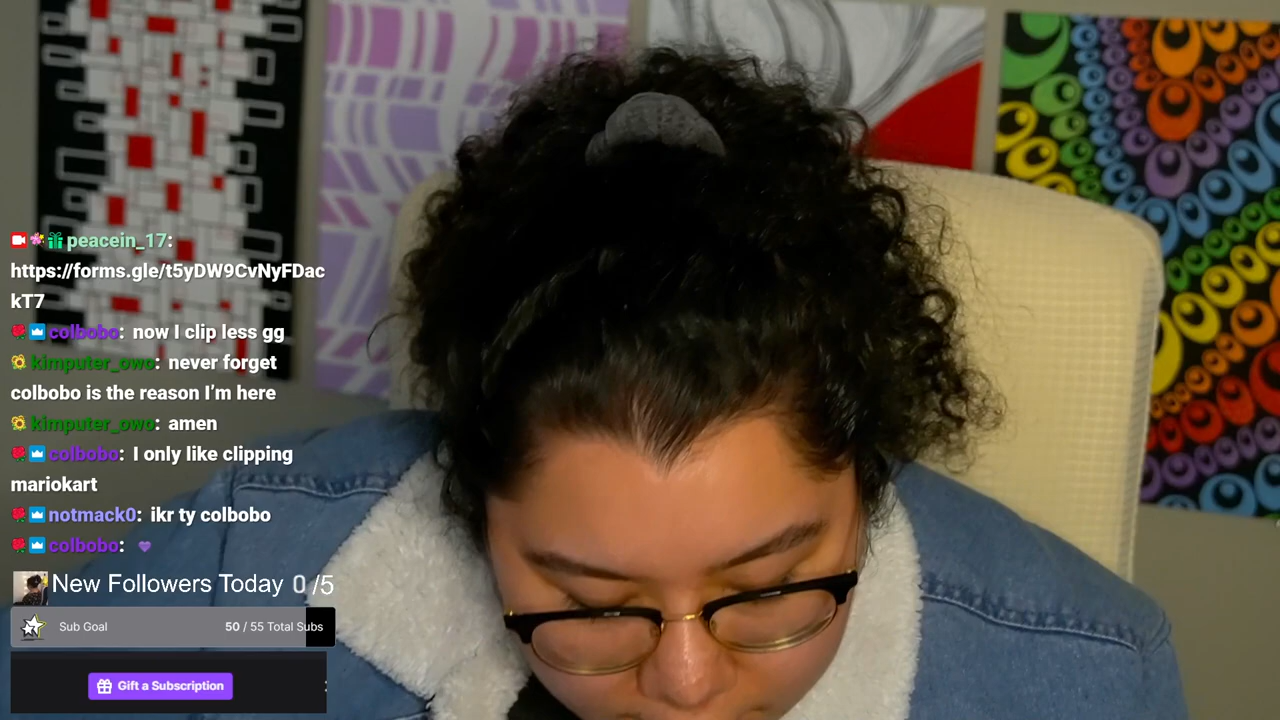 peacein_17:
https://forms.gle/t5yDW9CvNyFDac
kT7
colbobo: now I clip less gg
kimputer_owo: never forget
colbobo is the reason I’m here
kimputer_owo: amen
colbobo: I only like clipping
mariokart
notmack0: ikr ty colbobo
colbobo: 💜
New Followers Today 0 /5
Sub Goal 50 / 55 Total Subs
Gift a Subscription